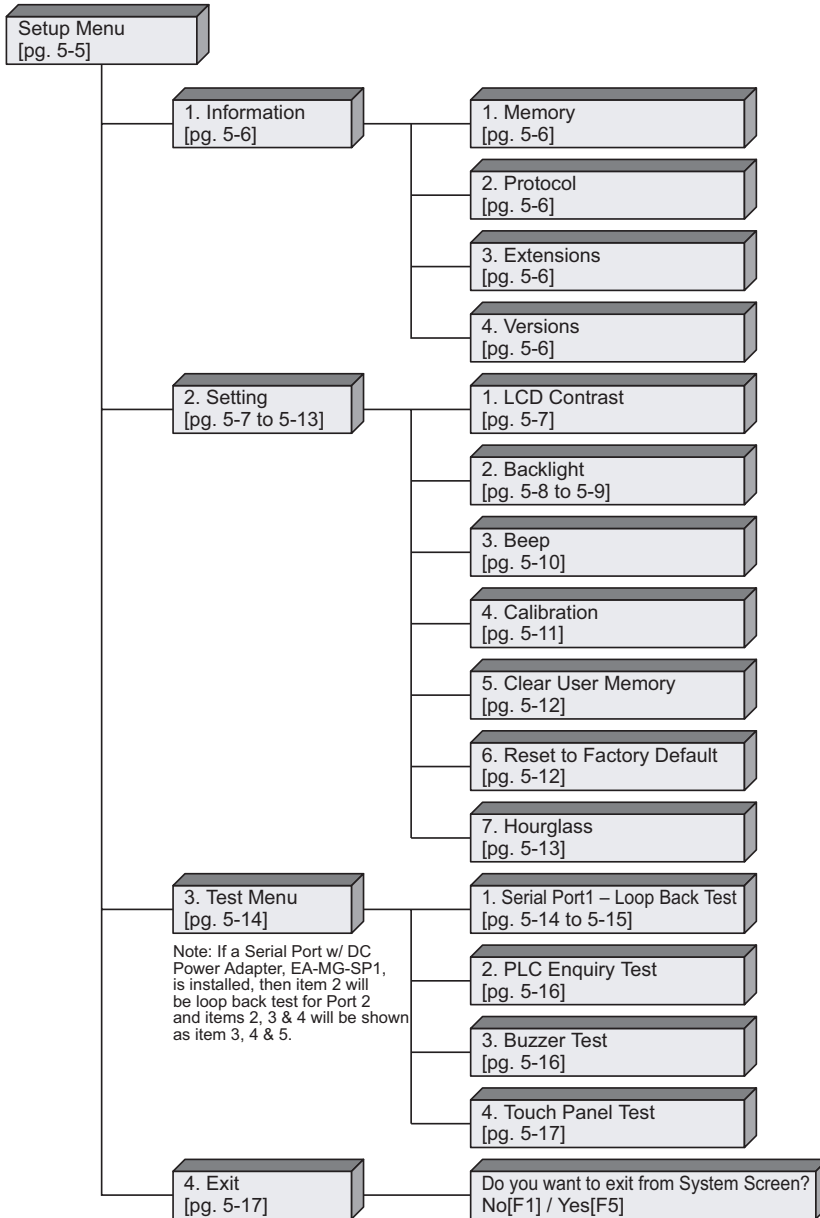 Setup Menu
[pg. 5-5]
1. Information
[pg. 5-6]
1. Memory
[pg. 5-6]
2. Protocol
[pg. 5-6]
3. Extensions
[pg. 5-6]
4. Versions
[pg. 5-6]
2. Setting
[pg. 5-7 to 5-13]
1. LCD Contrast
[pg. 5-7]
2. Backlight
[pg. 5-8 to 5-9]
3. Beep
[pg. 5-10]
4. Calibration
[pg. 5-11]
5. Clear User Memory
[pg. 5-12]
6. Reset to Factory Default
[pg. 5-12]
7. Hourglass
[pg. 5-13]
3. Test Menu
[pg. 5-14]
Note: If a Serial Port w/ DC
Power Adapter, EA-MG-SP1,
is installed, then item 2 will
be loop back test for Port 2
and items 2, 3 & 4 will be shown
as item 3, 4 & 5.
1. Serial Port1 – Loop Back Test
[pg. 5-14 to 5-15]
2. PLC Enquiry Test
[pg. 5-16]
3. Buzzer Test
[pg. 5-16]
4. Touch Panel Test
[pg. 5-17]
4. Exit
[pg. 5-17]
Do you want to exit from System Screen?
No[F1] / Yes[F5]